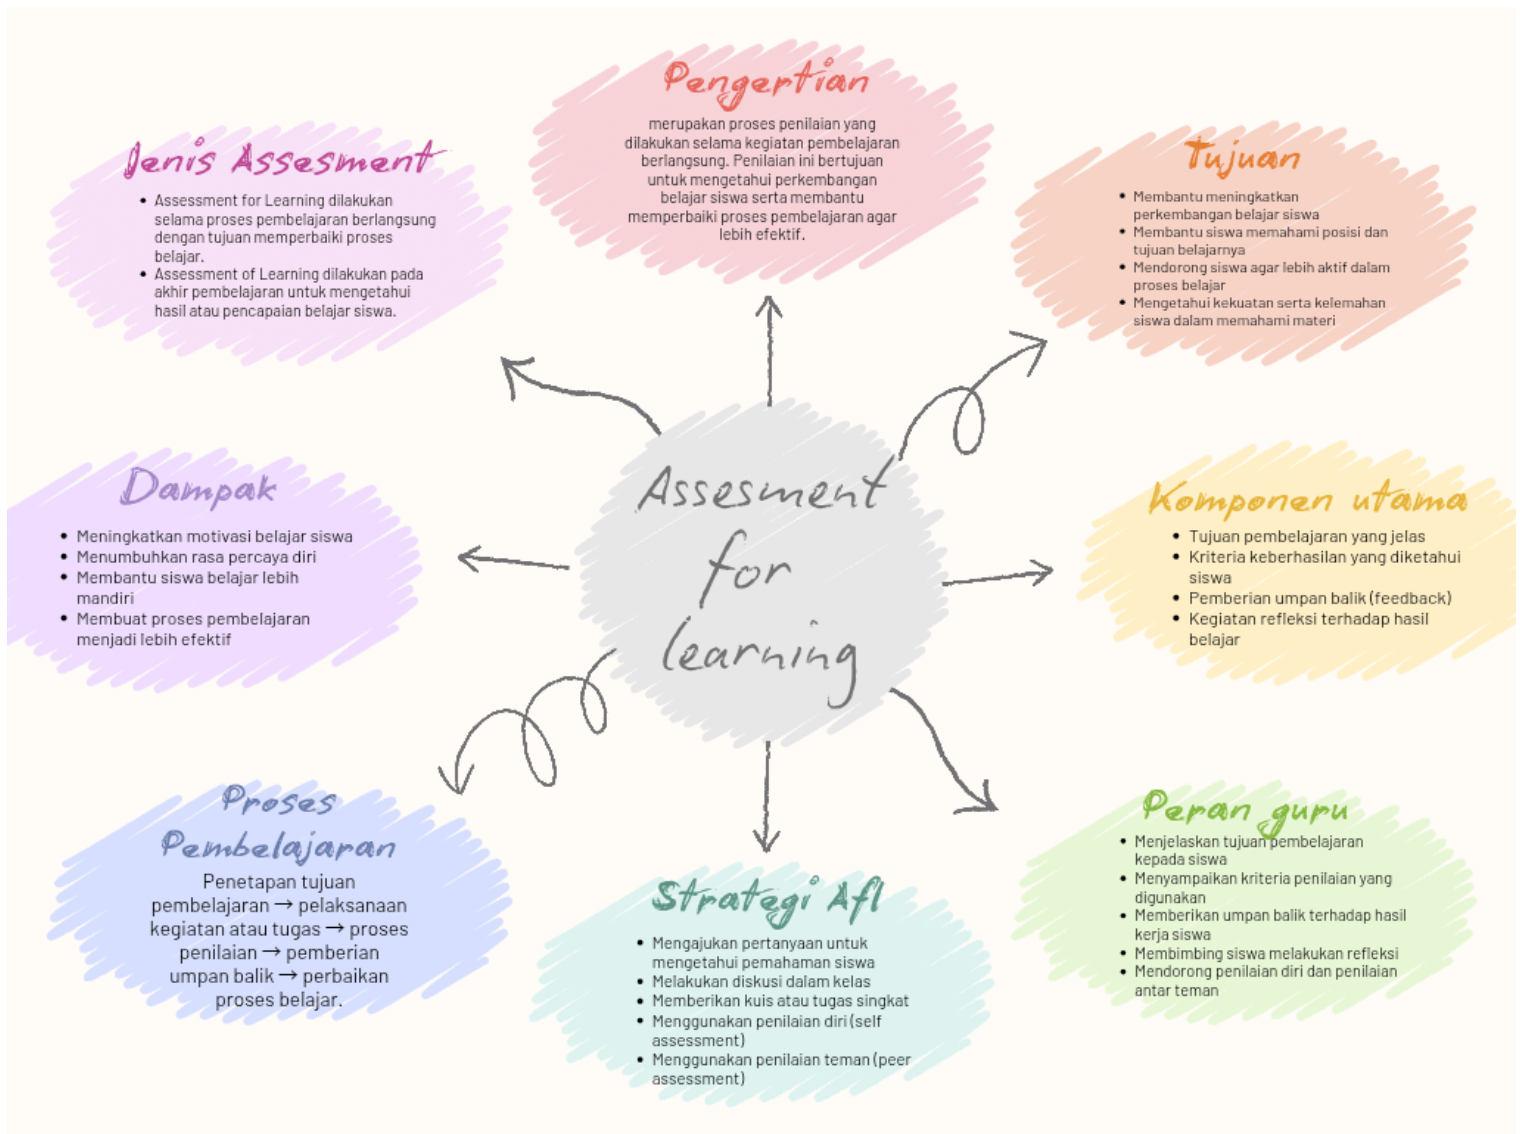 Pengertian
merupakan proses penilaian yang
dilakukan selama kegiatan pembelajaran
berlangsung. Penilaian ini bertujuan
untuk mengetahui perkembangan
belajar siswa serta membantu
memperbaiki proses pembelajaran agar
lebih efektif.
Jenis Assesment
• Assessment for Learning dilakukan
selama proses pembelajaran berlangsung
dengan tujuan memperbaiki proses
belajar.
• Assessment of Learning dilakukan pada
akhir pembelajaran untuk mengetahui
hasil atau pencapaian belajar siswa.
Tujuan
• Membantu meningkatkan
perkembangan belajar siswa
• Membantu siswa memahami posisi dan
tujuan belajarnya
• Mendorong siswa agar lebih aktif dalam
proses belajar
• Mengetahui kekuatan serta kelemahan
siswa dalam memahami materi
Assesment
for
learning
Dampak
• Meningkatkan motivasi belajar siswa
• Menumbuhkan rasa percaya diri
• Membantu siswa belajar lebih
mandiri
• Membuat proses pembelajaran
menjadi lebih efektif
Komponen utama
• Tujuan pembelajaran yang jelas
• Kriteria keberhasilan yang diketahui
siswa
• Pemberian umpan balik (feedback)
• Kegiatan refleksi terhadap hasil
belajar
Proses
Pembelajaran
Penetapan tujuan
pembelajaran → pelaksanaan
kegiatan atau tugas → proses
penilaian → pemberian
umpan balik → perbaikan
proses belajar.
Strategi Afl
• Mengajukan pertanyaan untuk
mengetahui pemahaman siswa
• Melakukan diskusi dalam kelas
• Memberikan kuis atau tugas singkat
• Menggunakan penilaian diri (self
assessment)
• Menggunakan penilaian teman (peer
assessment)
Peran guru
• Menjelaskan tujuan pembelajaran
kepada siswa
• Menyampaikan kriteria penilaian yang
digunakan
• Memberikan umpan balik terhadap hasil
kerja siswa
• Membimbing siswa melakukan refleksi
• Mendorong penilaian diri dan penilaian
antar teman